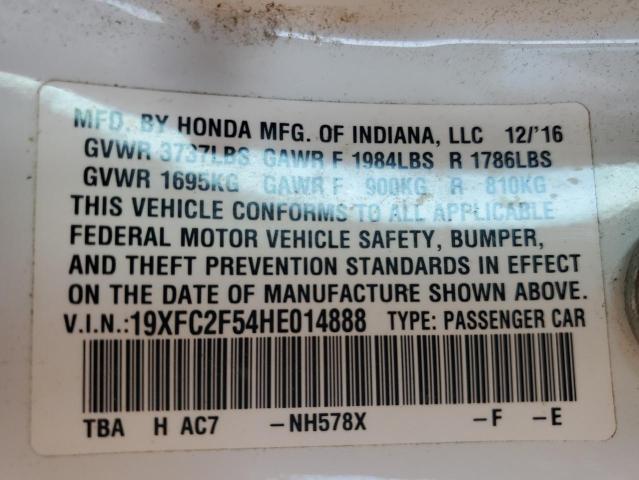 MFD. BY HONDA MFG. OF INDIANA, LLC 12/'16
GVWR 3737LBS GAWR F 1984LBS R 1786LBS
GVWR 1695KG GAWR F 900KG R 810KG
THIS VEHICLE CONFORMS TO ALL APPLICABLE
FEDERAL MOTOR VEHICLE SAFETY, BUMPER,
AND THEFT PREVENTION STANDARDS IN EFFECT
ON THE DATE OF MANUFACTURE SHOWN ABOVE.
V.I.N.:19XFC2F54HE014888 TYPE: PASSENGER CAR
TBA H AC7 –NH578X –F –E